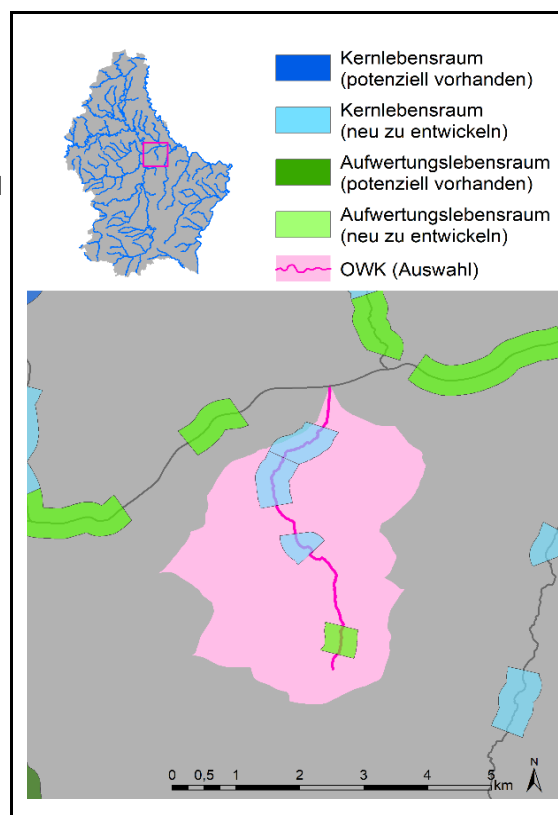 Kernlebensraum
(potenziell vorhanden)
Kernlebensraum
(neu zu entwickeln)
Aufwertungslebensraum
(potenziell vorhanden)
Aufwertungslebensraum
(neu zu entwickeln)
OWK (Auswahl)
N
0 0,5 1 2 3 4 5
km